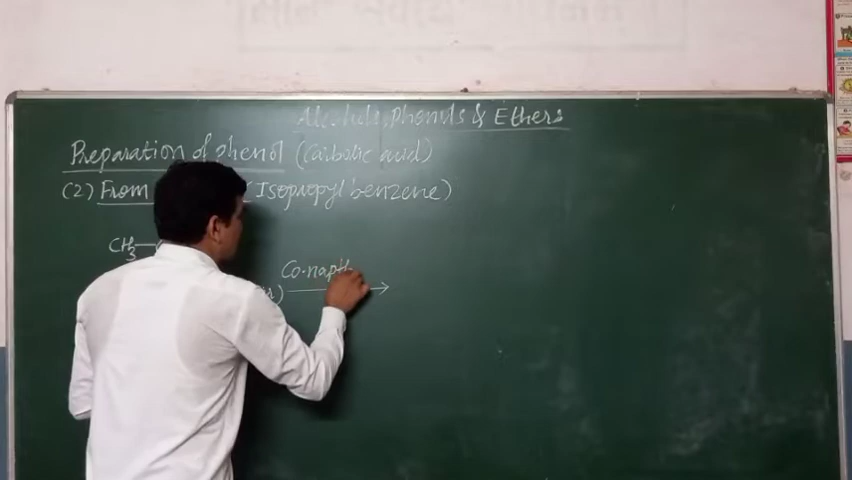 Alcohols, Phenols & Ethers
Preparation of phenol (Carbolic acid)
(2) From (Isopropyl benzene)
CH3
Co-napth